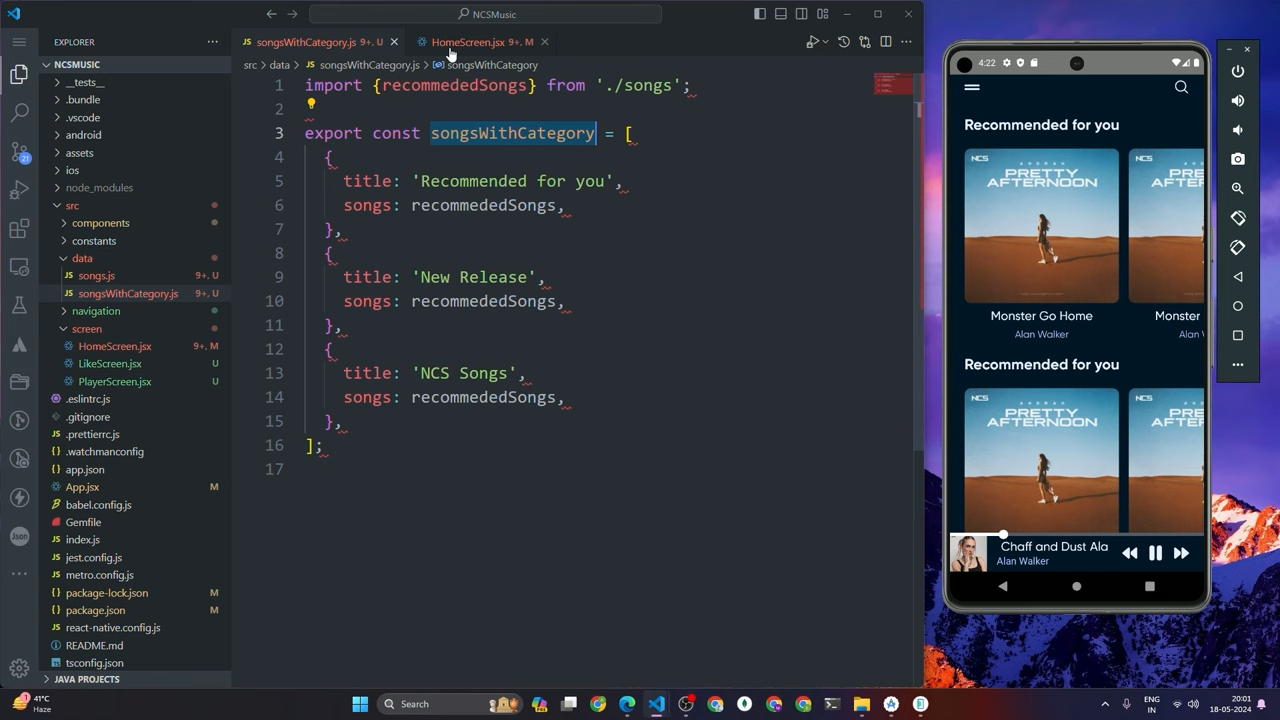 NCSMusic
EXPLORER
songsWithCategory.js 9+, U
HomeScreen.jsx 9+, M
NCSMUSIC
src > data > songsWithCategory.js > songsWithCategory
__tests__
.bundle
.vscode
android
assets
ios
node_modules
src
components
constants
data
songs.js 9+, U
songsWithCategory.js 9+, U
navigation
screen
HomeScreen.jsx 9+, M
LikeScreen.jsx U
PlayerScreen.jsx U
.eslintrc.js
.gitignore
.prettierrc.js
.watchmanconfig
app.json
App.jsx M
babel.config.js
Gemfile
index.js
jest.config.js
metro.config.js
package-lock.json M
package.json M
react-native.config.js
README.md
tsconfig.json
JAVA PROJECTS
21
Json
1 import {recommededSongs} from './songs';
2
3 export const songsWithCategory = [
4 {
5 title: 'Recommended for you',
6 songs: recommededSongs,
7 },
8 {
9 title: 'New Release',
10 songs: recommededSongs,
11 },
12 {
13 title: 'NCS Songs',
14 songs: recommededSongs,
15 },
16 ];
17
4:22
Recommended for you
NCS
PRETTY
AFTERNOON
Monster Go Home
Alan Walker
Monster
Recommended for you
NCS
PRETTY
AFTERNOON
Chaff and Dust Ala
Alan Walker
1
41°C
Haze
Search
ENG
IN
20:01
18-05-2024